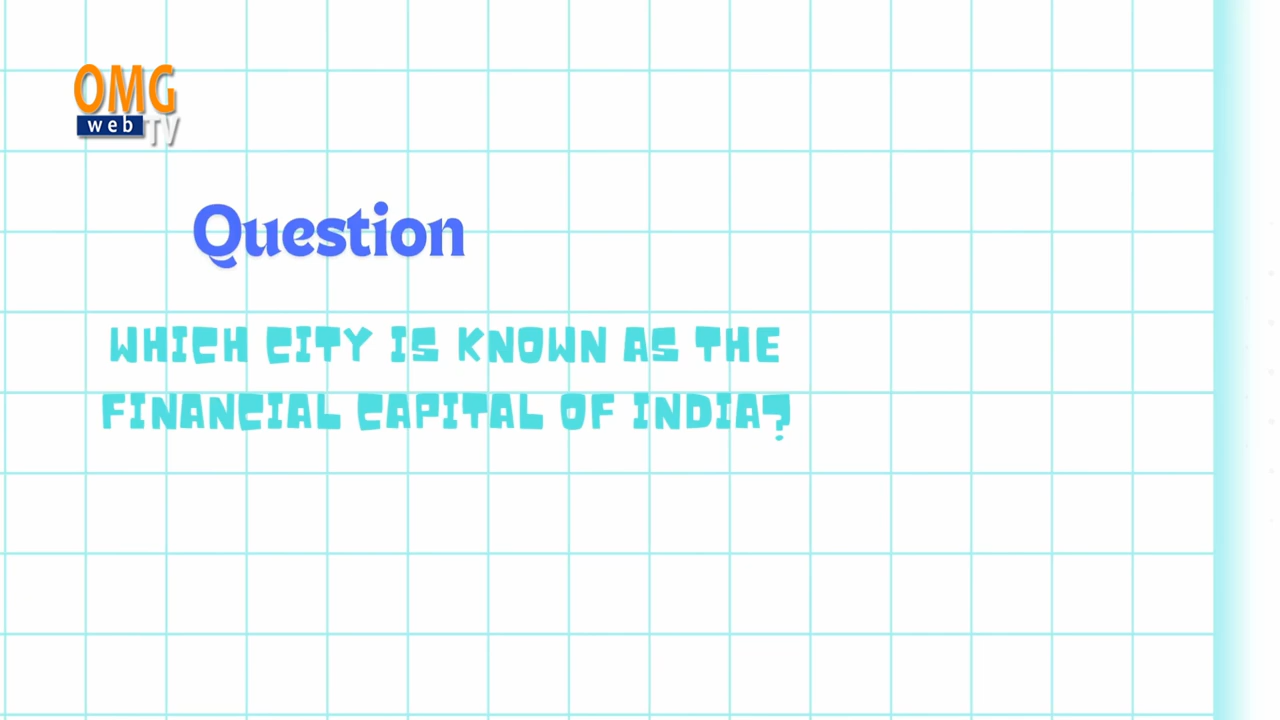 OMG
web TV
Question
WHICH CITY IS KNOWN AS THE
FINANCIAL CAPITAL OF INDIA?